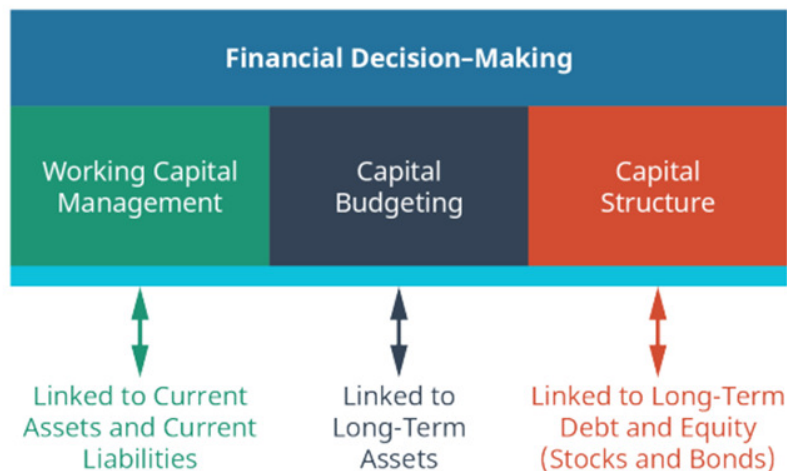 Financial Decision–Making
Working Capital
Management
Capital
Budgeting
Capital
Structure
Linked to Current
Assets and Current
Liabilities
Linked to
Long-Term
Assets
Linked to Long-Term
Debt and Equity
(Stocks and Bonds)